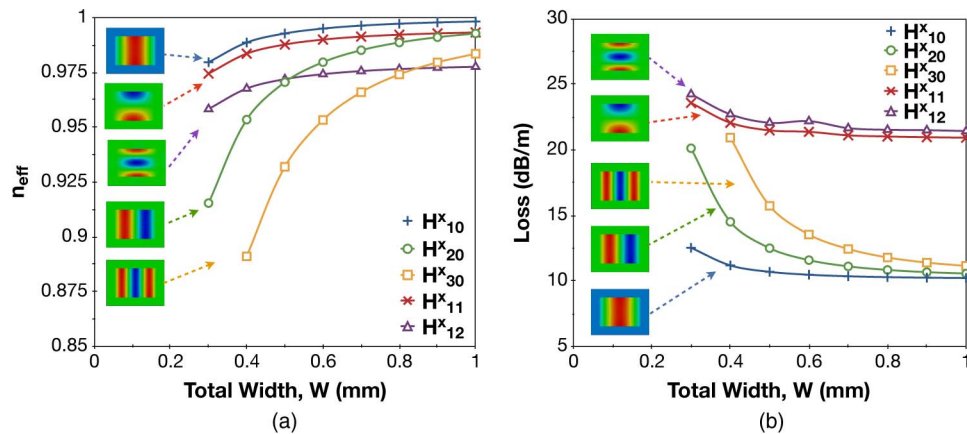 1
0.975
0.95
0.925
0.9
0.875
0.85
n_eff
0 0.2 0.4 0.6 0.8 1
Total Width, W (mm)
H^x_10
H^x_20
H^x_30
H^x_11
H^x_12
(a)
30
25
20
15
10
5
Loss (dB/m)
0 0.2 0.4 0.6 0.8 1
Total Width, W (mm)
H^x_10
H^x_20
H^x_30
H^x_11
H^x_12
(b)